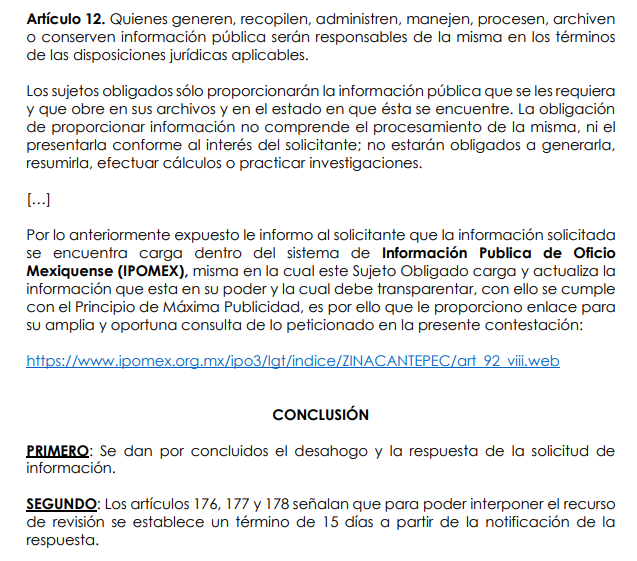 Artículo 12. Quienes generen, recopilen, administren, manejen, procesen, archiven
o conserven información pública serán responsables de la misma en los términos
de las disposiciones jurídicas aplicables.
Los sujetos obligados sólo proporcionarán la información pública que se les requiera
y que obre en sus archivos y en el estado en que ésta se encuentre. La obligación
de proporcionar información no comprende el procesamiento de la misma, ni el
presentarla conforme al interés del solicitante; no estarán obligados a generarla,
resumirla, efectuar cálculos o practicar investigaciones.
[…]
Por lo anteriormente expuesto le informo al solicitante que la información solicitada
se encuentra carga dentro del sistema de Información Publica de Oficio
Mexiquense (IPOMEX), misma en la cual este Sujeto Obligado carga y actualiza la
información que esta en su poder y la cual debe transparentar, con ello se cumple
con el Principio de Máxima Publicidad, es por ello que le proporciono enlace para
su amplia y oportuna consulta de lo peticionado en la presente contestación:
https://www.ipomex.org.mx/ipo3/lgt/indice/ZINACANTEPEC/art_92_viii.web
CONCLUSIÓN
PRIMERO: Se dan por concluidos el desahogo y la respuesta de la solicitud de
información.
SEGUNDO: Los artículos 176, 177 y 178 señalan que para poder interponer el recurso
de revisión se establece un término de 15 días a partir de la notificación de la
respuesta.